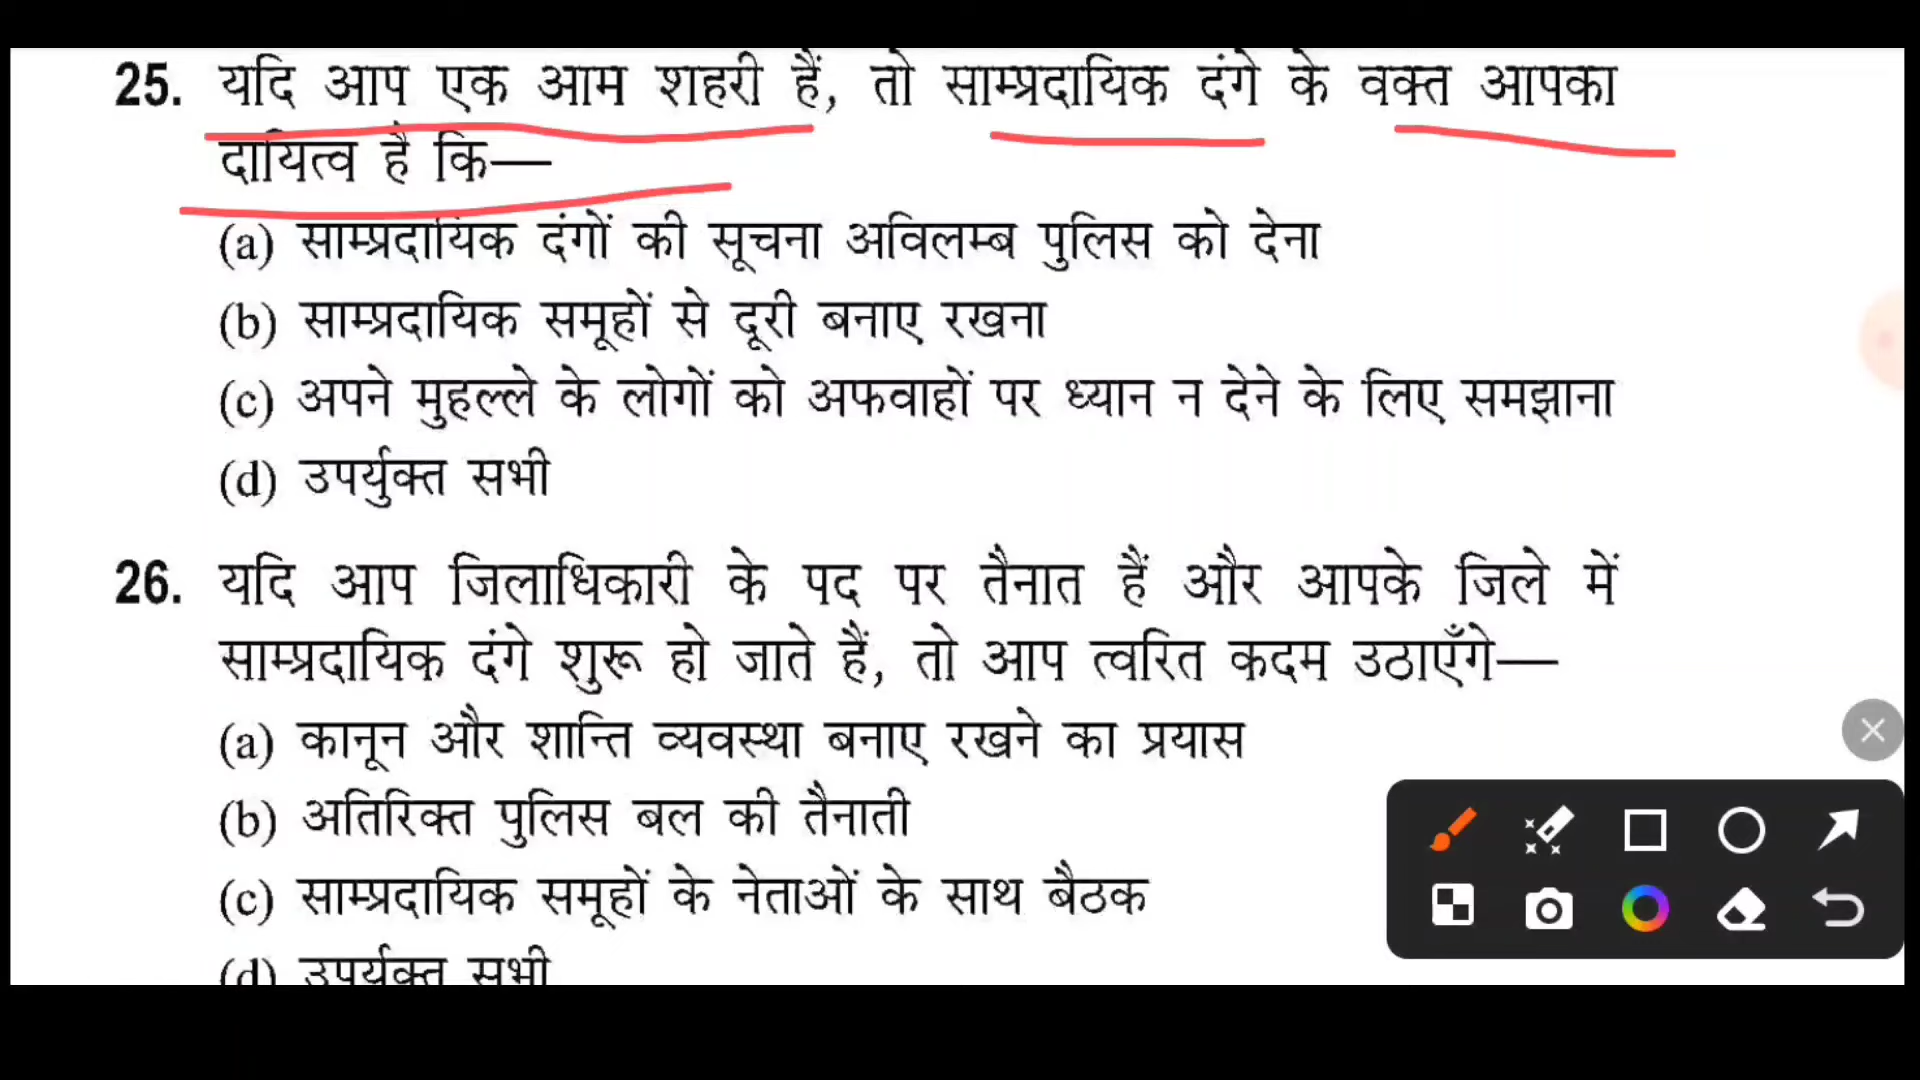 25. यदि आप एक आम शहरी हैं, तो साम्प्रदायिक दंगे के वक्त आपका
दायित्व है कि—
(a) साम्प्रदायिक दंगों की सूचना अविलम्ब पुलिस को देना
(b) साम्प्रदायिक समूहों से दूरी बनाए रखना
(c) अपने मुहल्ले के लोगों को अफवाहों पर ध्यान न देने के लिए समझाना
(d) उपर्युक्त सभी
26. यदि आप जिलाधिकारी के पद पर तैनात हैं और आपके जिले में
साम्प्रदायिक दंगे शुरू हो जाते हैं, तो आप त्वरित कदम उठाएँगे—
(a) कानून और शान्ति व्यवस्था बनाए रखने का प्रयास
(b) अतिरिक्त पुलिस बल की तैनाती
(c) साम्प्रदायिक समूहों के नेताओं के साथ बैठक
(d) उपर्युक्त सभी